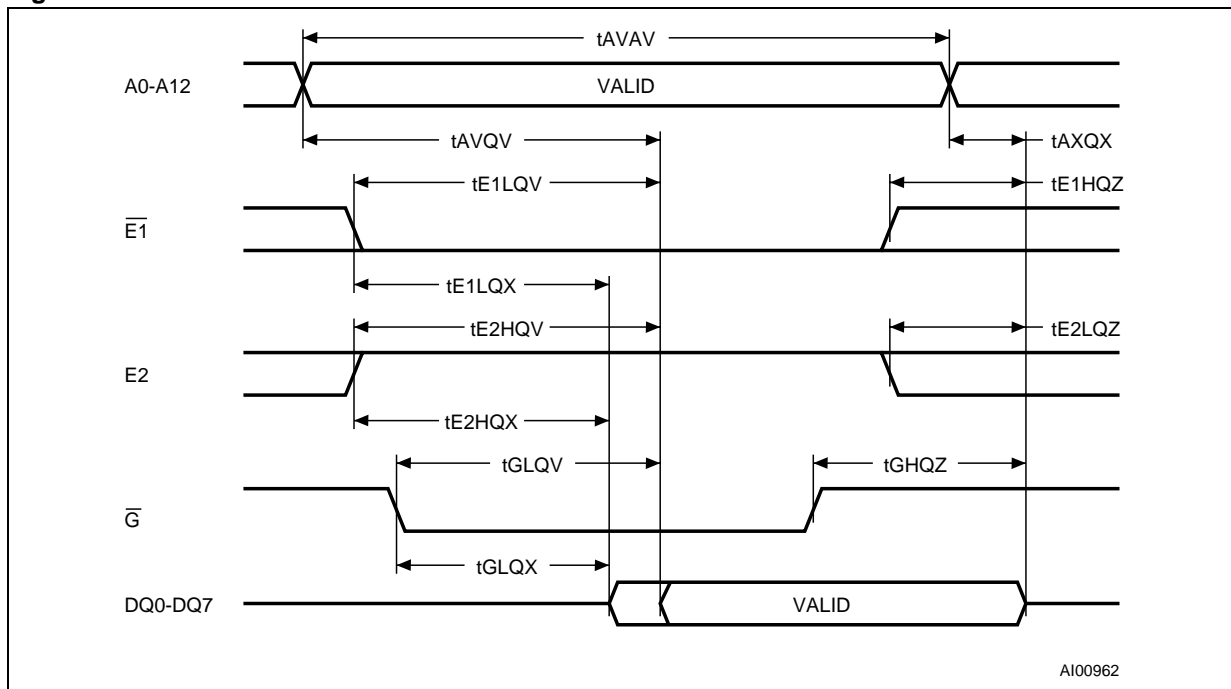 tAVAV
A0-A12 VALID
tAVQV tAXQX
tE1LQV tE1HQZ
E1
tE1LQX
tE2HQV tE2LQZ
E2
tE2HQX
tGLQV tGHQZ
G
tGLQX
DQ0-DQ7 VALID
AI00962